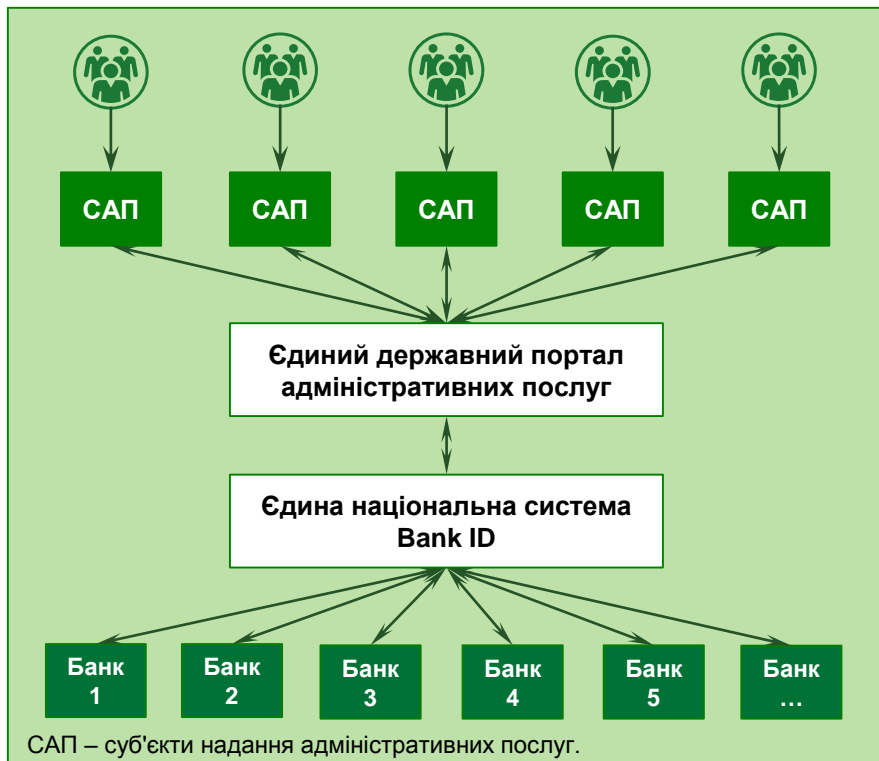 САП
САП
САП
САП
САП
Єдиний державний портал
адміністративних послуг
Єдина національна система
Bank ID
Банк
1
Банк
2
Банк
3
Банк
4
Банк
5
Банк
…
САП – суб'єкти надання адміністративних послуг.